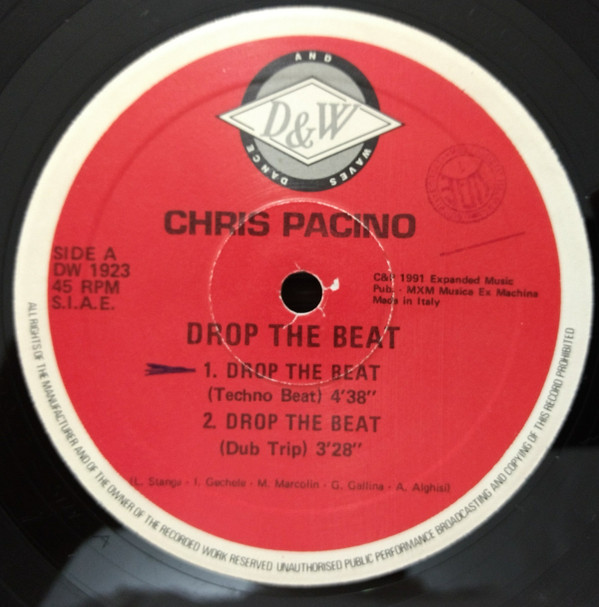 DANCE AND WAVES
D&W
CHRIS PACINO
SIDE A
DW 1923
45 RPM
S.I.A.E.
C&P 1991 Expanded Music
Pub. - MXM Musica Ex Machina
Made in Italy
DROP THE BEAT
1. DROP THE BEAT
(Techno Beat) 4'38"
2. DROP THE BEAT
(Dub Trip) 3'28"
(L. Stanga - I. Gechele - M. Marcolin - G. Gallina - A. Alghisi)
ALL RIGHTS OF THE MANUFACTURER AND OF THE OWNER OF THE RECORDED WORK RESERVED UNAUTHORISED PUBLIC PERFORMANCE BROADCASTING AND COPYING OF THIS RECORD PROHIBITED